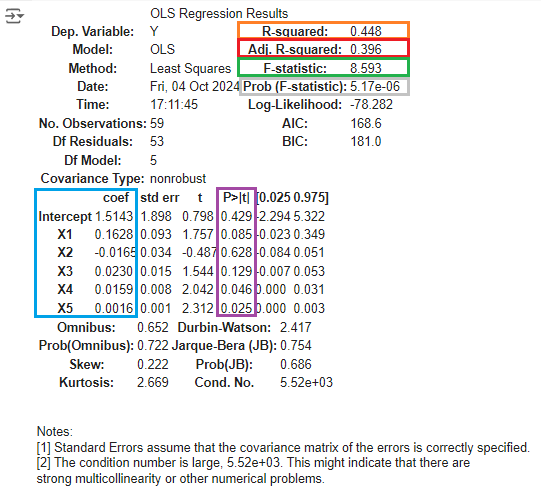 OLS Regression Results
Dep. Variable: Y R-squared: 0.448
Model: OLS Adj. R-squared: 0.396
Method: Least Squares F-statistic: 8.593
Date: Fri, 04 Oct 2024 Prob (F-statistic): 5.17e-06
Time: 17:11:45 Log-Likelihood: -78.282
No. Observations: 59 AIC: 168.6
Df Residuals: 53 BIC: 181.0
Df Model: 5
Covariance Type: nonrobust
coef std err t P>|t| [0.025 0.975]
Intercept 1.5143 1.898 0.798 0.429 -2.294 5.322
X1 0.1628 0.093 1.757 0.085 -0.023 0.349
X2 -0.0165 0.034 -0.487 0.628 -0.084 0.051
X3 0.0230 0.015 1.544 0.129 -0.007 0.053
X4 0.0159 0.008 2.042 0.046 0.000 0.031
X5 0.0016 0.001 2.312 0.025 0.000 0.003
Omnibus: 0.652 Durbin-Watson: 2.417
Prob(Omnibus): 0.722 Jarque-Bera (JB): 0.754
Skew: 0.222 Prob(JB): 0.686
Kurtosis: 2.669 Cond. No. 5.52e+03
Notes:
[1] Standard Errors assume that the covariance matrix of the errors is correctly specified.
[2] The condition number is large, 5.52e+03. This might indicate that there are
strong multicollinearity or other numerical problems.